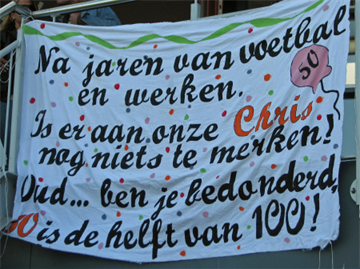 Na jaren van voetbal
50
en werken.
Is er aan onze Chris
nog niets te merken!
Oud... ben je bedonderd,
50 is de helft van 100!